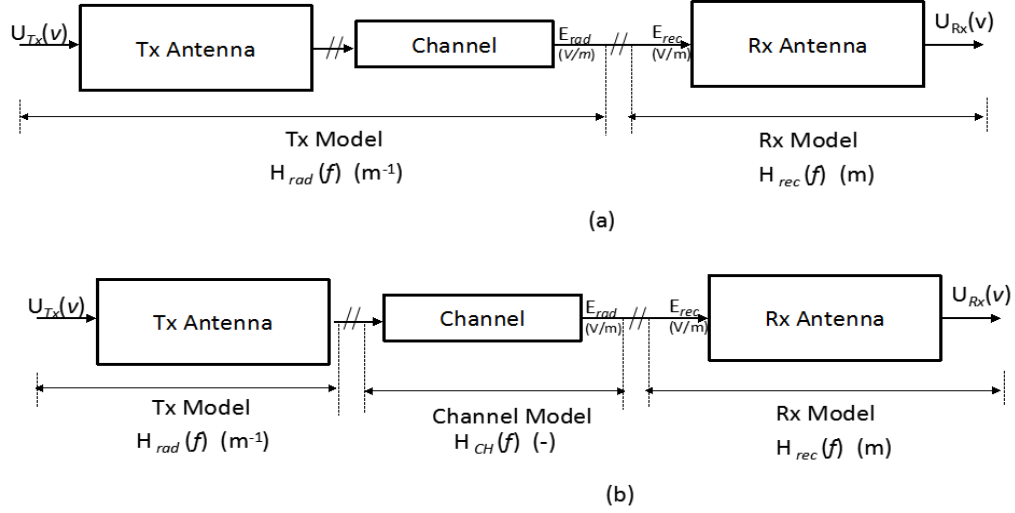 U_Tx(v)
Tx Antenna
Channel
E_rad
(V/m)
E_rec
(V/m)
Rx Antenna
U_Rx(v)
Tx Model
H_rad(f) (m⁻¹)
Rx Model
H_rec(f) (m)
(a)
U_Tx(v)
Tx Antenna
Channel
E_rad
(V/m)
E_rec
(V/m)
Rx Antenna
U_Rx(v)
Tx Model
H_rad(f) (m⁻¹)
Channel Model
H_CH(f) (-)
Rx Model
H_rec(f) (m)
(b)